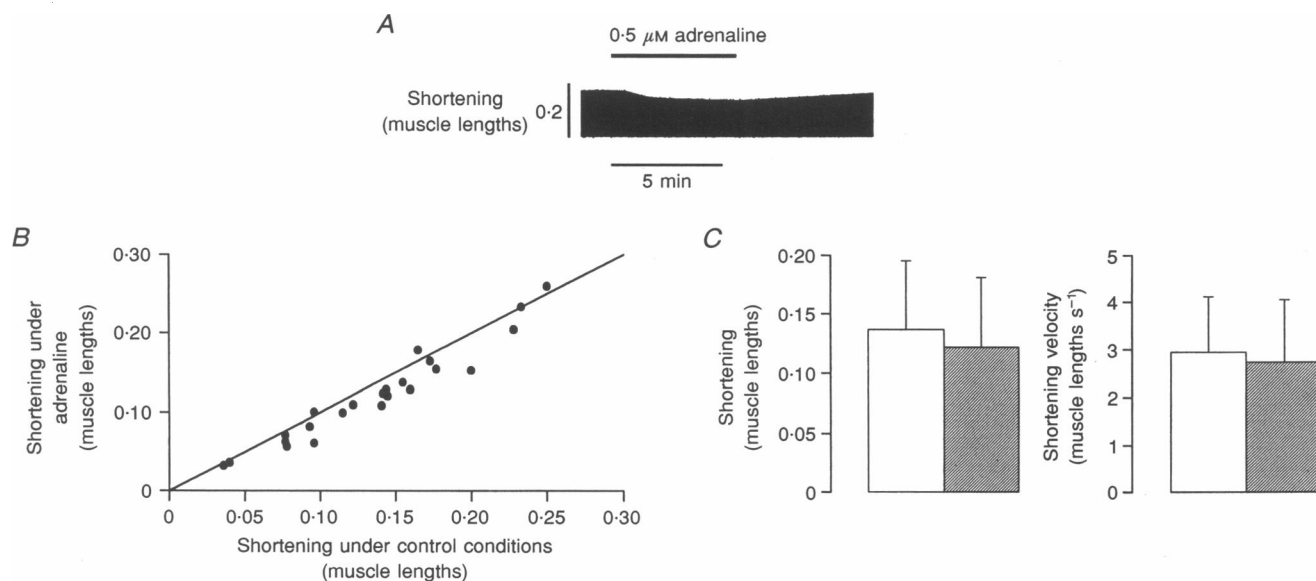 A
0·5 μM adrenaline
Shortening
(muscle lengths)
0·2
5 min
B
Shortening under
adrenaline
(muscle lengths)
0·30
0·20
0·10
0
0 0·05 0·10 0·15 0·20 0·25 0·30
Shortening under control conditions
(muscle lengths)
C
Shortening
(muscle lengths)
0·20
0·15
0·10
0·05
0
Shortening velocity
(muscle lengths s⁻¹)
5
4
3
2
1
0